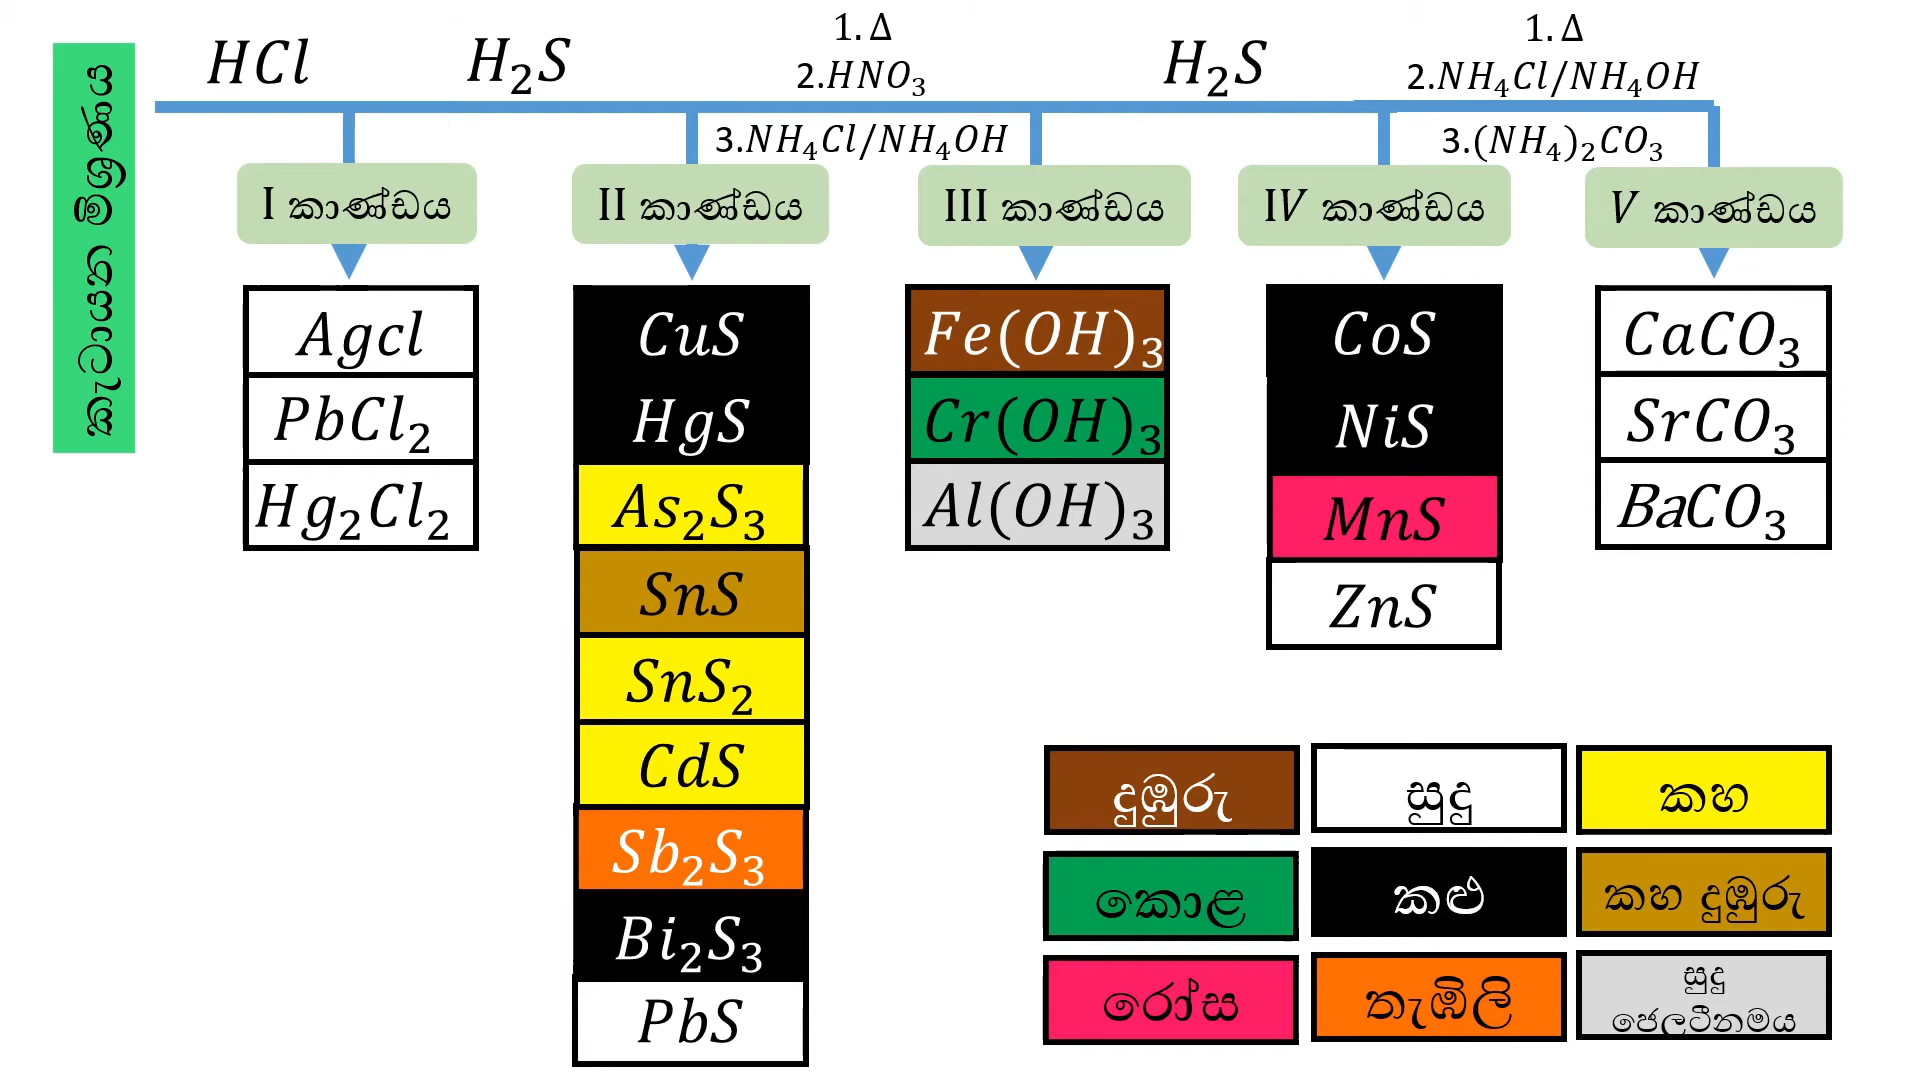 කැටායන මිශ්‍රණය
HCl
H₂S
1. Δ
2.HNO₃
3.NH₄Cl/NH₄OH
H₂S
1. Δ
2.NH₄Cl/NH₄OH
3.(NH₄)₂CO₃
I කාණ්ඩය
II කාණ්ඩය
III කාණ්ඩය
IV කාණ්ඩය
V කාණ්ඩය
Agcl
PbCl₂
Hg₂Cl₂
CuS
HgS
As₂S₃
SnS
SnS₂
CdS
Sb₂S₃
Bi₂S₃
PbS
Fe(OH)₃
Cr(OH)₃
Al(OH)₃
CoS
NiS
MnS
ZnS
CaCO₃
SrCO₃
BaCO₃
දුඹුරු
සුදු
කහ
කොළ
කළු
කහ දුඹුරු
රෝස
තැඹිලි
සුදු
ජෙලටීනමය